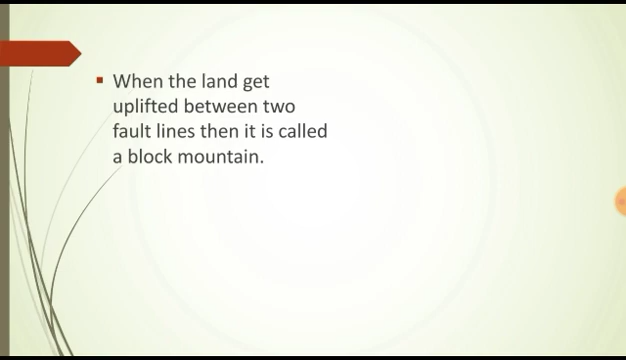 When the land get
uplifted between two
fault lines then it is called
a block mountain.